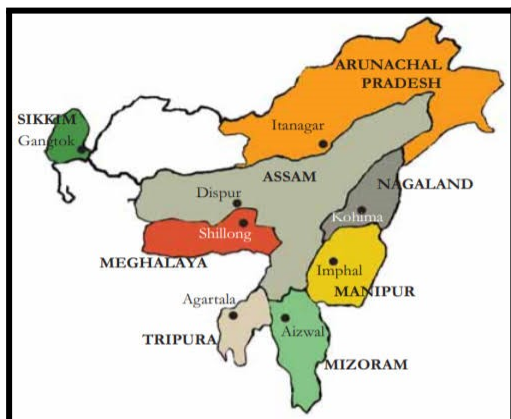 ARUNACHAL
PRADESH
SIKKIM
Gangtok
Itanagar
ASSAM
NAGALAND
Dispur
Kohima
Shillong
MEGHALAYA
Imphal
MANIPUR
Agartala
Aizwal
TRIPURA
MIZORAM